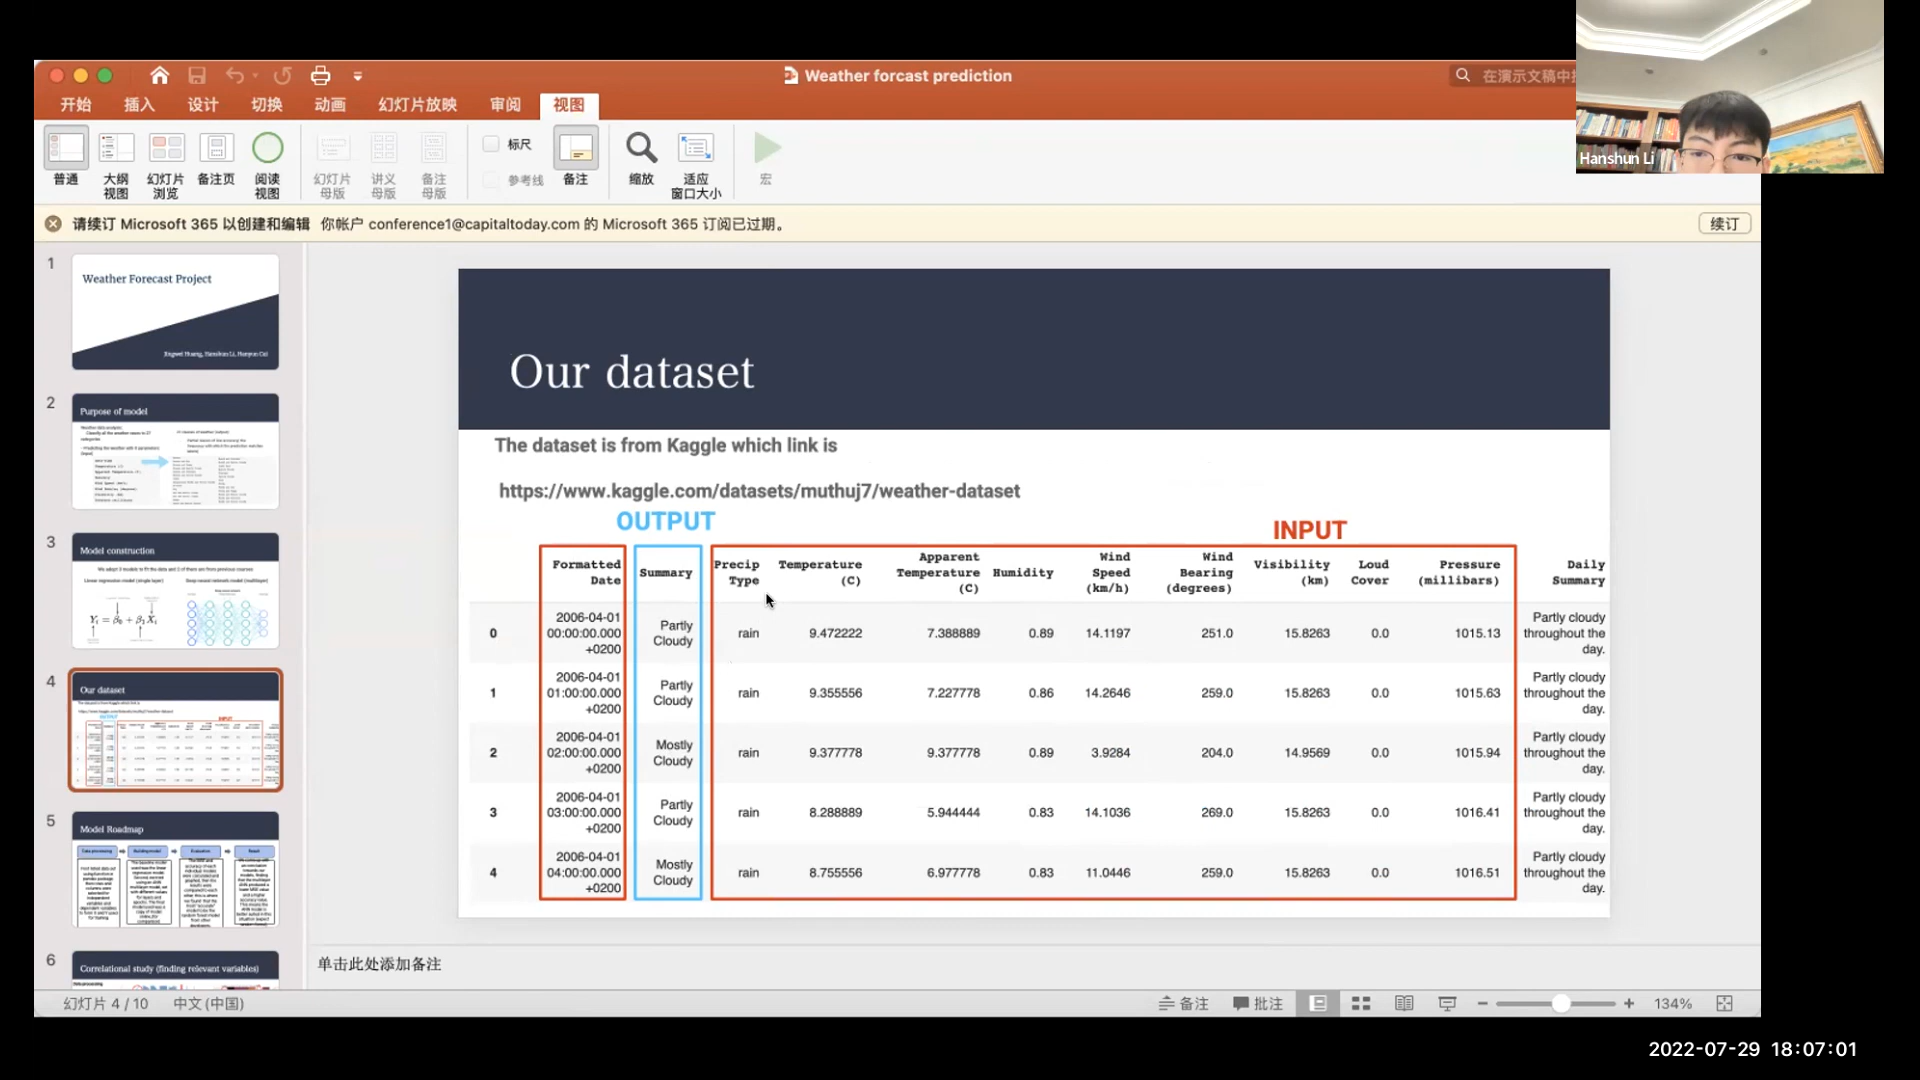 Weather forcast prediction
在演示文稿中
开始 插入 设计 切换 动画 幻灯片放映 审阅 视图
普通 大纲视图 幻灯片浏览 备注页 阅读视图 幻灯片母版 讲义母版 备注母版 标尺 参考线 备注 缩放 适应窗口大小 宏
Hanshun Li
请续订 Microsoft 365 以创建和编辑 你帐户 conference1@capitaltoday.com 的 Microsoft 365 订阅已过期。 续订
1
Weather Forecast Project
Jingwei Huang, Hanshun Li, Hanyun Cai
2
Purpose of model
3
Model construction
4
Our dataset
5
Model Roadmap
6
Correlational study (finding relevant variables)
Data processing
Our dataset
The dataset is from Kaggle which link is
https://www.kaggle.com/datasets/muthuj7/weather-dataset
OUTPUT
INPUT
Formatted Date Summary Precip Type Temperature (C) Apparent Temperature (C) Humidity Wind Speed (km/h) Wind Bearing (degrees) Visibility (km) Loud Cover Pressure (millibars) Daily Summary
0 2006-04-01 00:00:00.000 +0200 Partly Cloudy rain 9.472222 7.388889 0.89 14.1197 251.0 15.8263 0.0 1015.13 Partly cloudy throughout the day.
1 2006-04-01 01:00:00.000 +0200 Partly Cloudy rain 9.355556 7.227778 0.86 14.2646 259.0 15.8263 0.0 1015.63 Partly cloudy throughout the day.
2 2006-04-01 02:00:00.000 +0200 Mostly Cloudy rain 9.377778 9.377778 0.89 3.9284 204.0 14.9569 0.0 1015.94 Partly cloudy throughout the day.
3 2006-04-01 03:00:00.000 +0200 Partly Cloudy rain 8.288889 5.944444 0.83 14.1036 269.0 15.8263 0.0 1016.41 Partly cloudy throughout the day.
4 2006-04-01 04:00:00.000 +0200 Mostly Cloudy rain 8.755556 6.977778 0.83 11.0446 259.0 15.8263 0.0 1016.51 Partly cloudy throughout the day.
单击此处添加备注
幻灯片 4 / 10 中文 (中国) 备注 批注 134%
2022-07-29 18:07:01